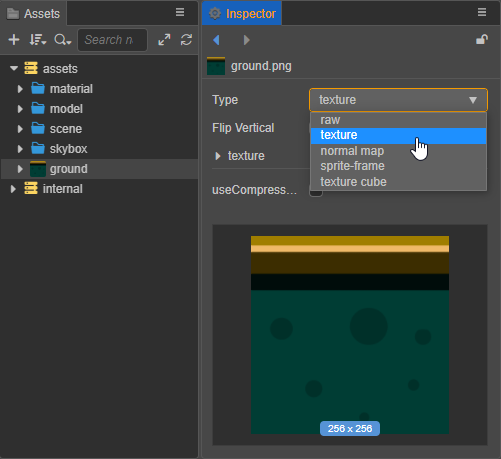 Assets
Search n
assets
material
model
scene
skybox
ground
internal
Inspector
ground.png
Type
texture
raw
texture
normal map
sprite-frame
texture cube
Flip Vertical
texture
useCompress...
256 x 256